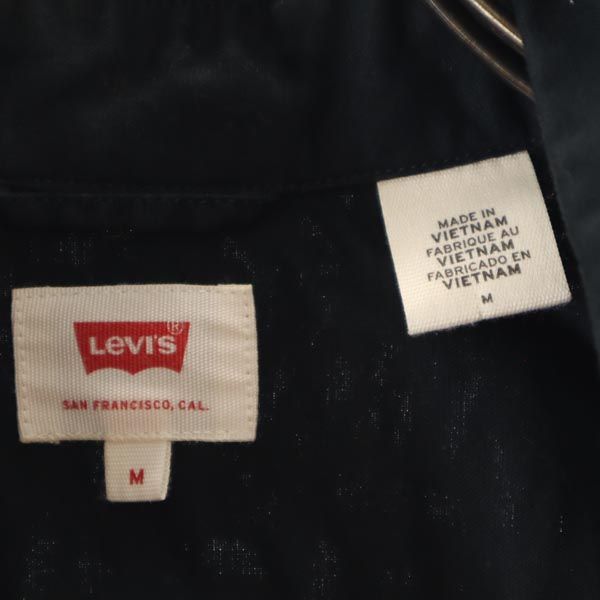 MADE IN
VIETNAM
FABRIQUE AU
VIETNAM
FABRICADO EN
VIETNAM
M
LEVI'S®
SAN FRANCISCO, CAL.
M